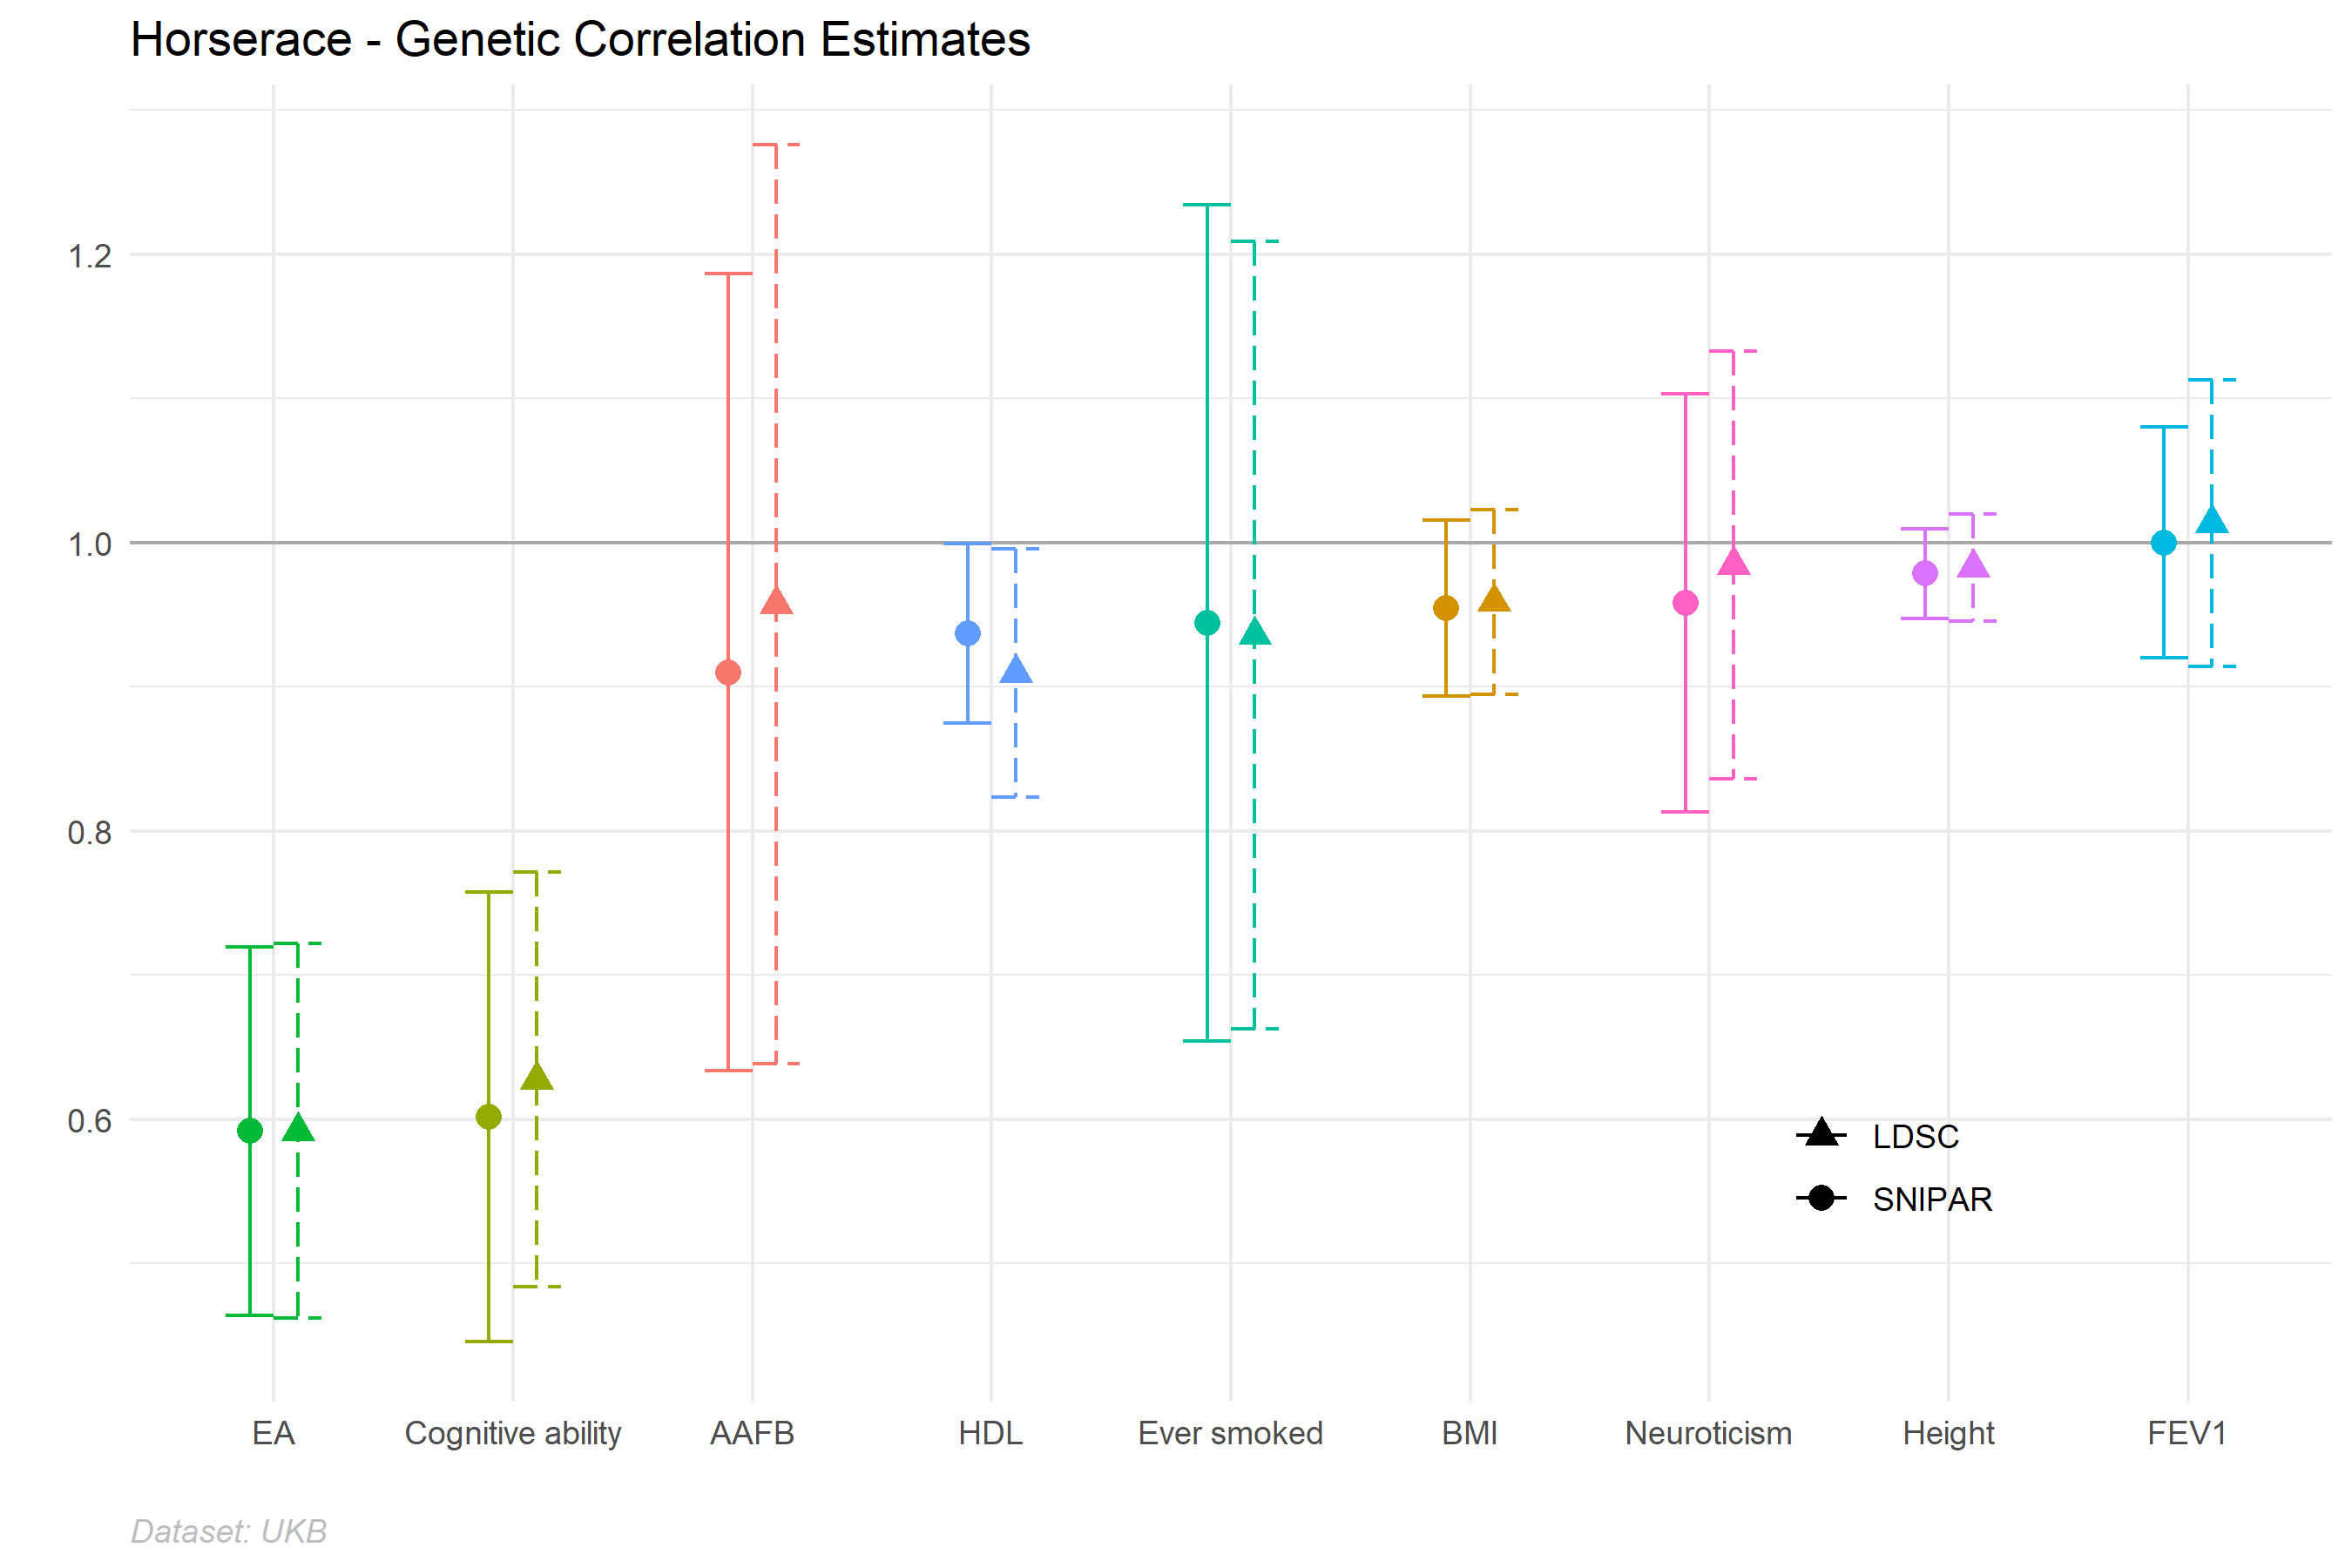 Horserace - Genetic Correlation Estimates
1.2
1.0
0.8
0.6
LDSC
SNIPAR
EA Cognitive ability AAFB HDL Ever smoked BMI Neuroticism Height FEV1
Dataset: UKB